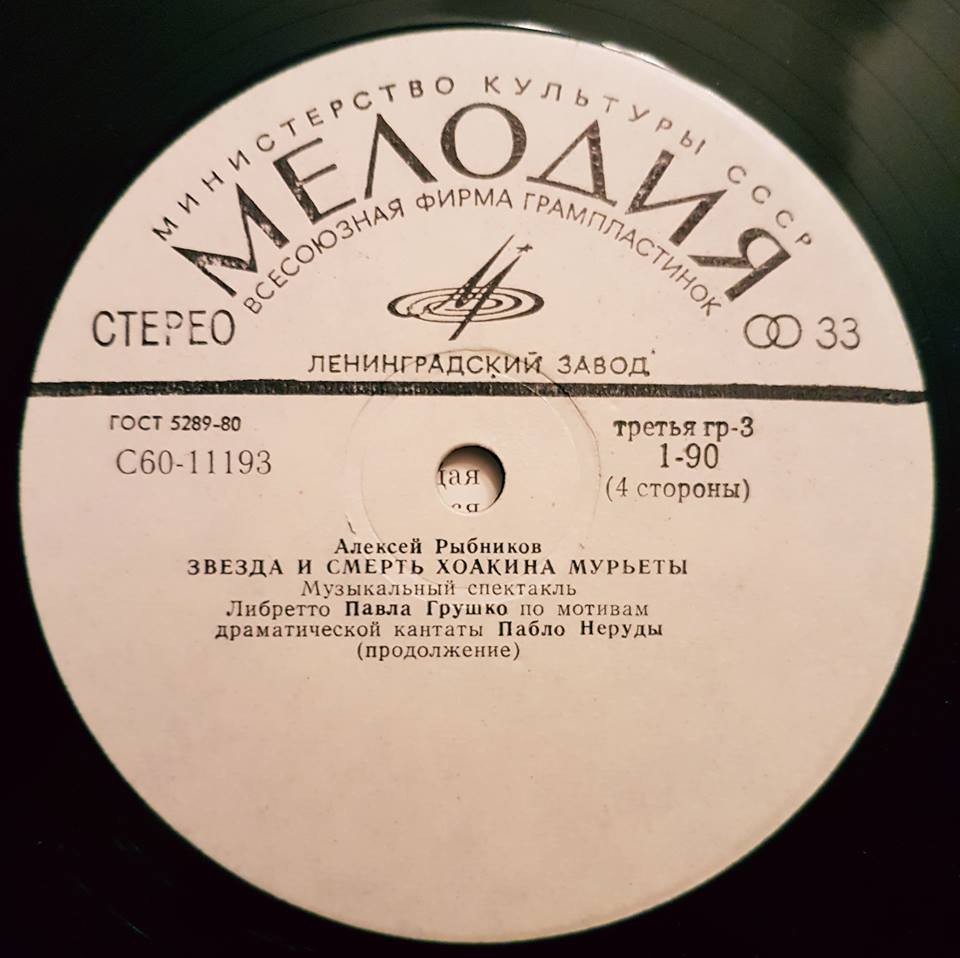 МИНИСТЕРСТВО КУЛЬТУРЫ СССР
МЕЛОДИЯ
ВСЕСОЮЗНАЯ ФИРМА ГРАМПЛАСТИНОК
СТЕРЕО
33
ЛЕНИНГРАДСКИЙ ЗАВОД
ГОСТ 5289-80
С60-11193
третья гр-3
1-90
(4 стороны)
Алексей Рыбников
ЗВЕЗДА И СМЕРТЬ ХОАКИНА МУРЬЕТЫ
Музыкальный спектакль
Либретто Павла Грушко по мотивам
драматической кантаты Пабло Неруды
(продолжение)